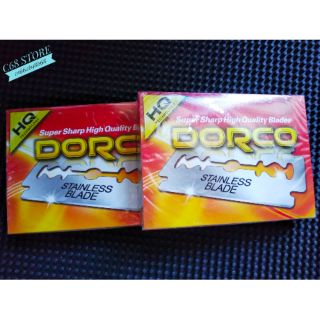 C68 STORE
HQ
Super Sharp High Quality Blades
DORCO
STAINLESS
BLADE
HQ
Super Sharp High Quality Blades
DORCO
STAINLESS
BLADE